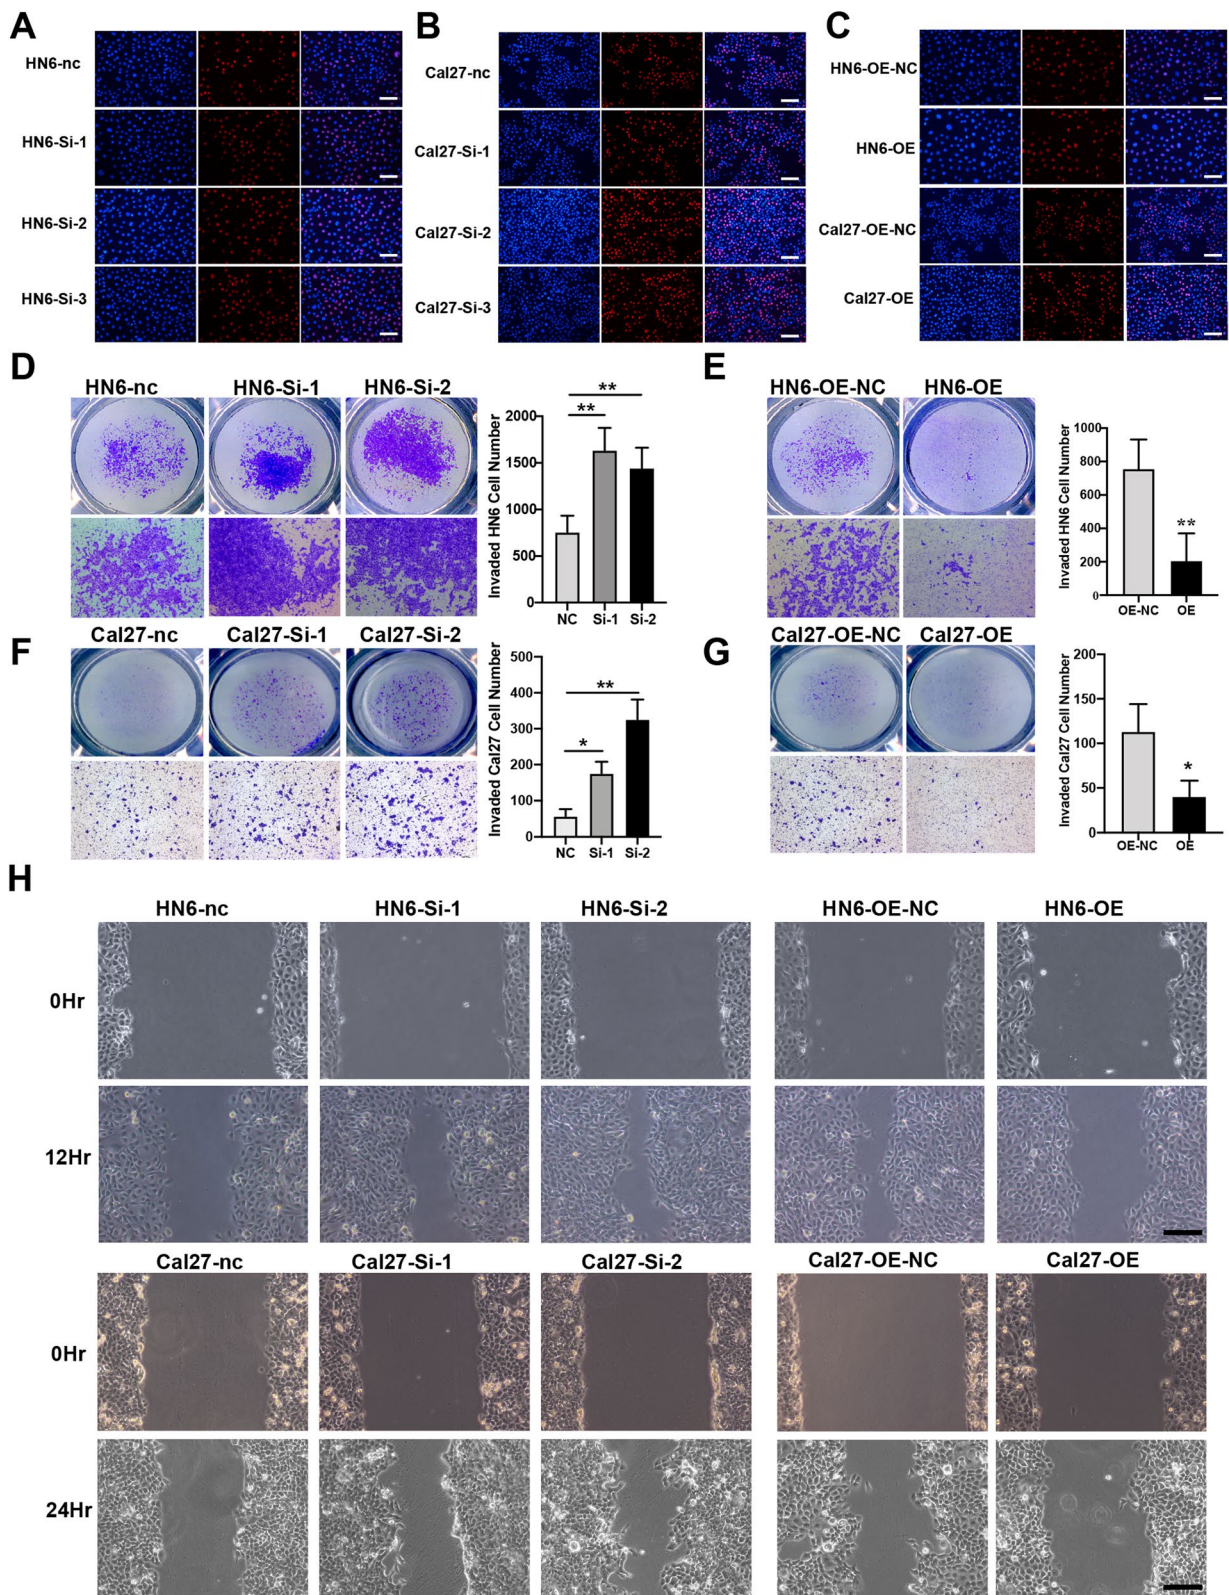 A
B
C
HN6-nc
HN6-Si-1
HN6-Si-2
HN6-Si-3
Cal27-nc
Cal27-Si-1
Cal27-Si-2
Cal27-Si-3
HN6-OE-NC
HN6-OE
Cal27-OE-NC
Cal27-OE
D
HN6-nc
HN6-Si-1
HN6-Si-2
Invaded HN6 Cell Number
2000
1500
1000
500
0
**
**
NC
Si-1
Si-2
E
HN6-OE-NC
HN6-OE
Invaded HN6 Cell Number
1000
800
600
400
200
0
**
OE-NC
OE
F
Cal27-nc
Cal27-Si-1
Cal27-Si-2
Invaded Cal27 Cell Number
500
400
300
200
100
0
**
*
NC
Si-1
Si-2
G
Cal27-OE-NC
Cal27-OE
Invaded Cal27 Cell Number
200
150
100
50
0
*
OE-NC
OE
H
HN6-nc
HN6-Si-1
HN6-Si-2
HN6-OE-NC
HN6-OE
0Hr
12Hr
Cal27-nc
Cal27-Si-1
Cal27-Si-2
Cal27-OE-NC
Cal27-OE
0Hr
24Hr